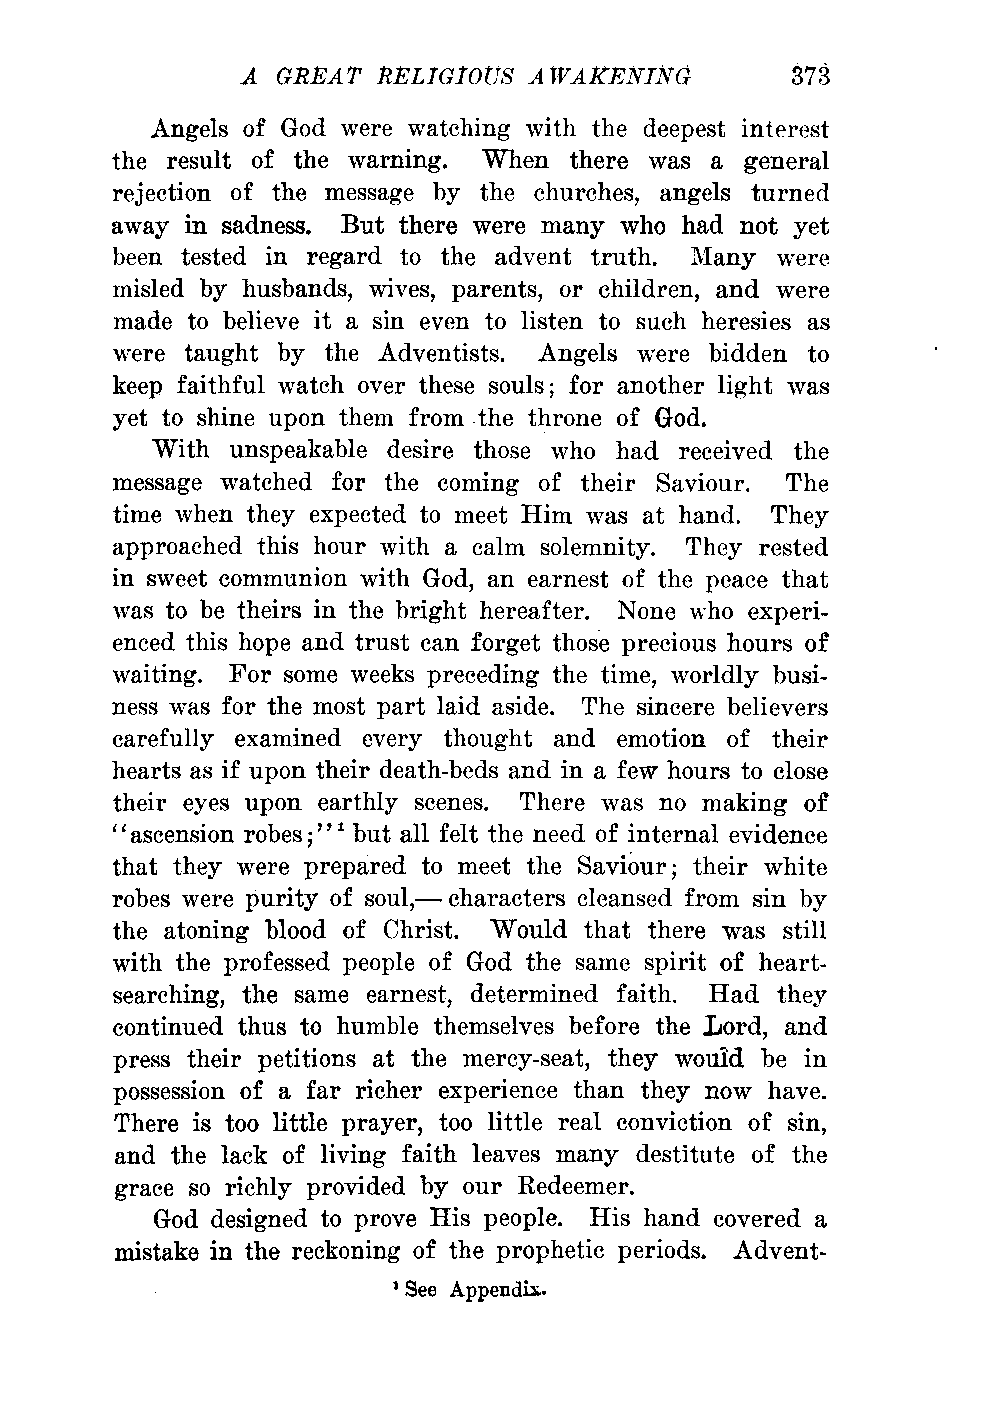 A GREAT RELIGIOUS AWAKENING 373
Angels of God were watching with the deepest interest
the result of the warning. When there was a general
rejection of the message by the churches, angels turned
away in sadness. But there were many who had not yet
been tested in regard to the advent truth. Many were
misled by husbands, wives, parents, or children, and were
made to believe it a sin even to listen to such heresies as
were taught by the Adventists. Angels were bidden to
keep faithful watch over these souls; for another light was
yet to shine upon them from the throne of God.
With unspeakable desire those who had received the
message watched for the coming of their Saviour. The
time when they expected to meet Him was at hand. They
approached this hour with a calm solemnity. They rested
in sweet communion with God, an earnest of the peace that
was to be theirs in the bright hereafter. None who experi-
enced this hope and trust can forget those precious hours of
waiting. For some weeks preceding the time, worldly busi-
ness was for the most part laid aside. The sincere believers
carefully examined every thought and emotion of their
hearts as if upon their death-beds and in a few hours to close
their eyes upon earthly scenes. There was no making of
“ascension robes;”¹ but all felt the need of internal evidence
that they were prepared to meet the Saviour; their white
robes were purity of soul,— characters cleansed from sin by
the atoning blood of Christ. Would that there was still
with the professed people of God the same spirit of heart-
searching, the same earnest, determined faith. Had they
continued thus to humble themselves before the Lord, and
press their petitions at the mercy-seat, they would be in
possession of a far richer experience than they now have.
There is too little prayer, too little real conviction of sin,
and the lack of living faith leaves many destitute of the
grace so richly provided by our Redeemer.
God designed to prove His people. His hand covered a
mistake in the reckoning of the prophetic periods. Advent-
¹ See Appendix.